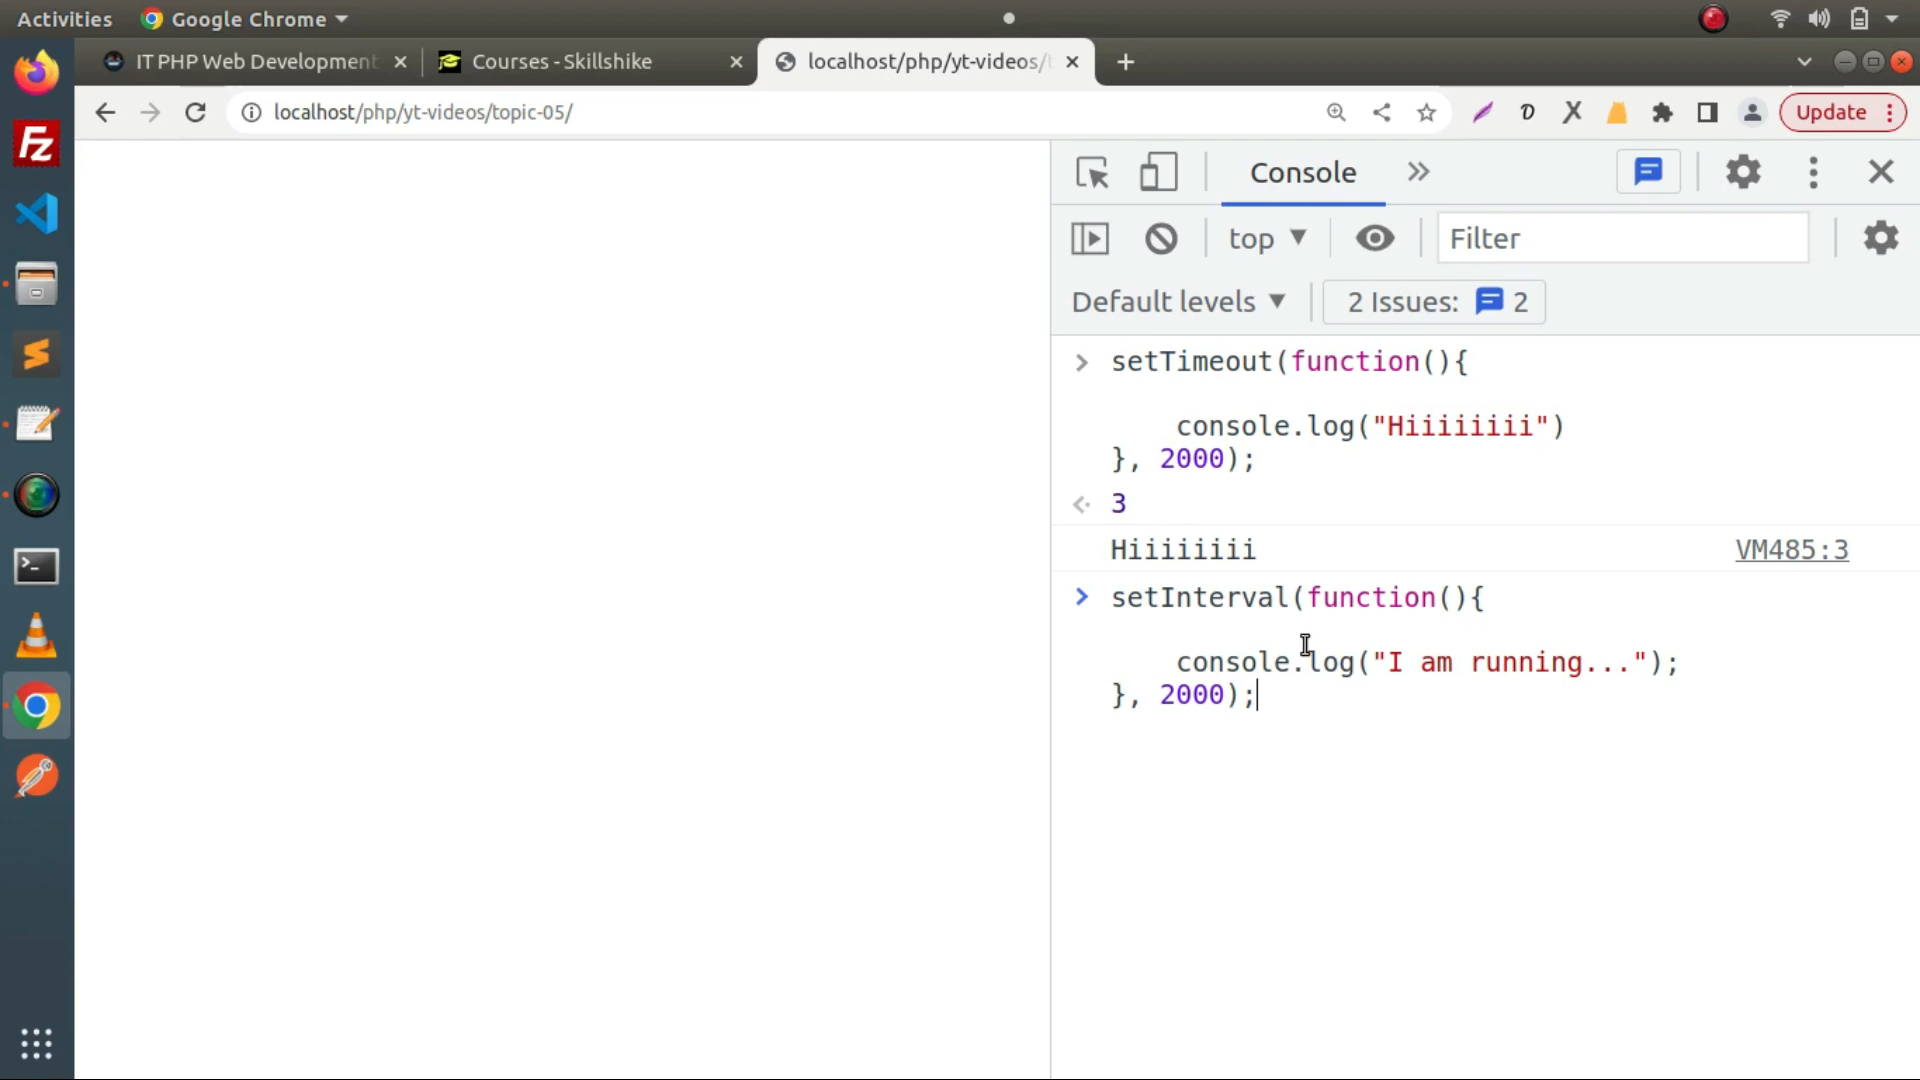 Activities Google Chrome
IT PHP Web Development Courses - Skillshike localhost/php/yt-videos/t
localhost/php/yt-videos/topic-05/ D X Update
Console
top Filter
Default levels 2 Issues: 2
> setTimeout(function(){
console.log("Hiiiiiiii")
}, 2000);
3
Hiiiiiiii VM485:3
> setInterval(function(){
console.log("I am running...");
}, 2000);